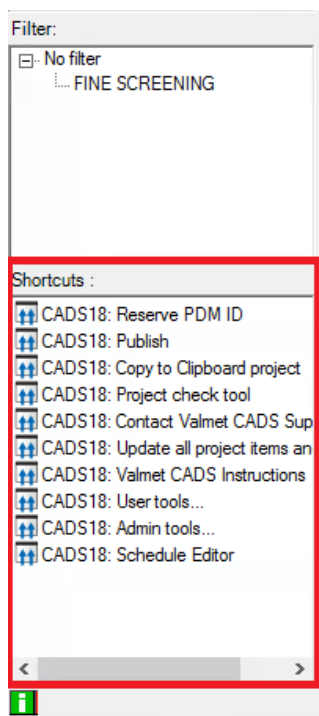 Filter:
No filter
FINE SCREENING
Shortcuts :
CADS18: Reserve PDM ID
CADS18: Publish
CADS18: Copy to Clipboard project
CADS18: Project check tool
CADS18: Contact Valmet CADS Sup
CADS18: Update all project items an
CADS18: Valmet CADS Instructions
CADS18: User tools...
CADS18: Admin tools...
CADS18: Schedule Editor